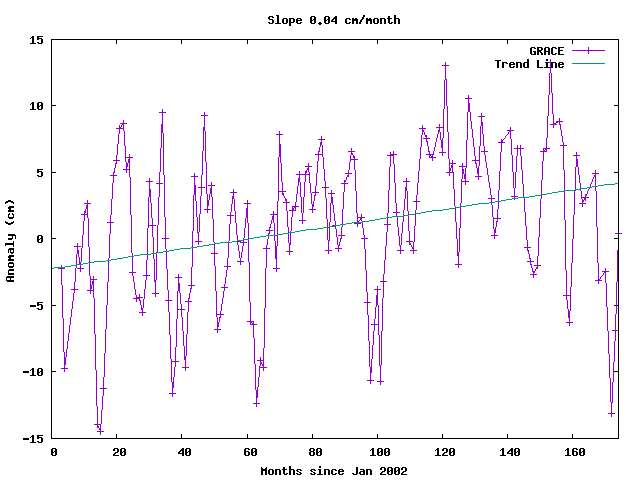 Slope 0.04 cm/month
GRACE
Trend Line
15
10
5
0
-5
-10
-15
Anomaly (cm)
0 20 40 60 80 100 120 140 160
Months since Jan 2002